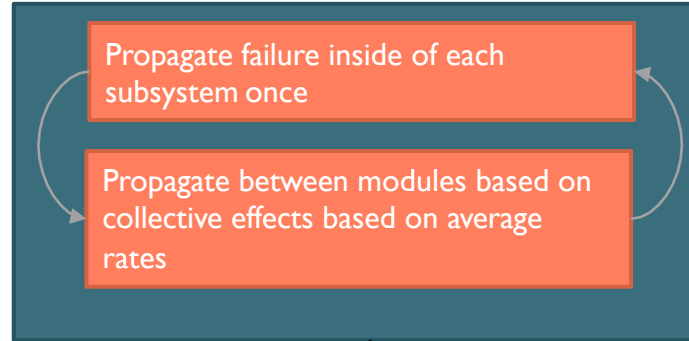 Propagate failure inside of each
subsystem once
Propagate between modules based on
collective effects based on average
rates